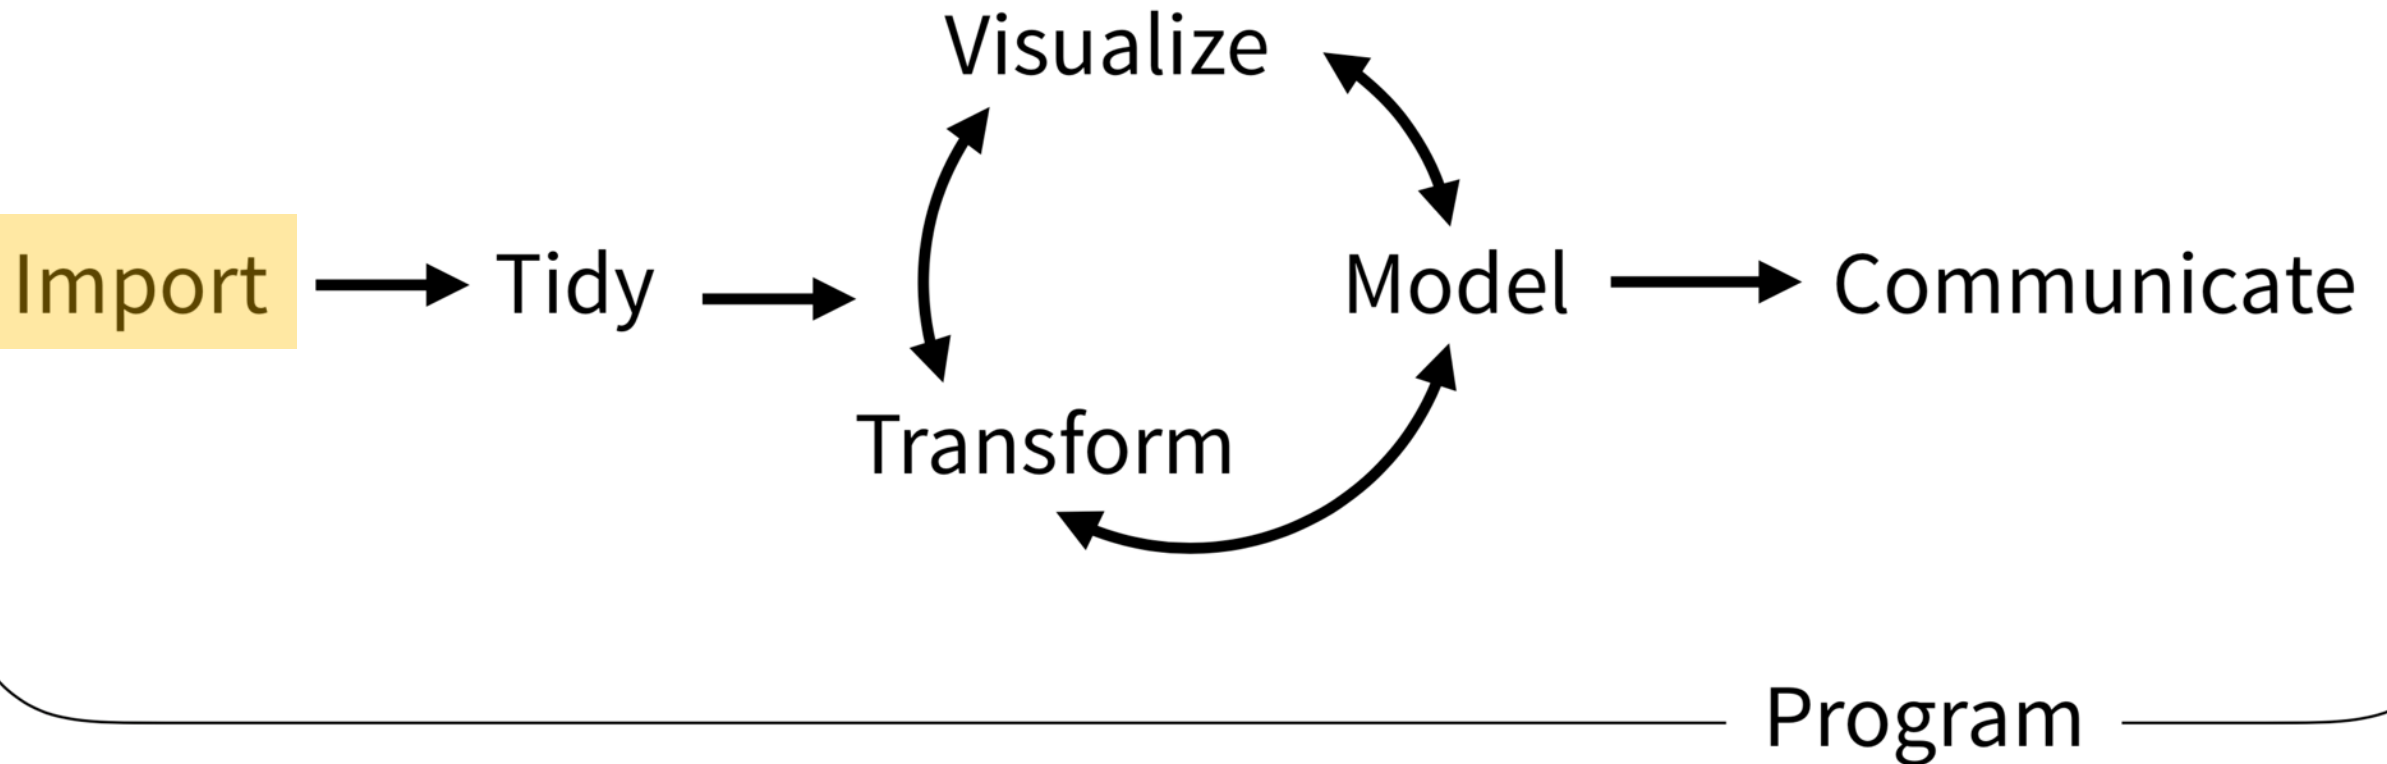 Visualize
Import Tidy Model Communicate
Transform
Program